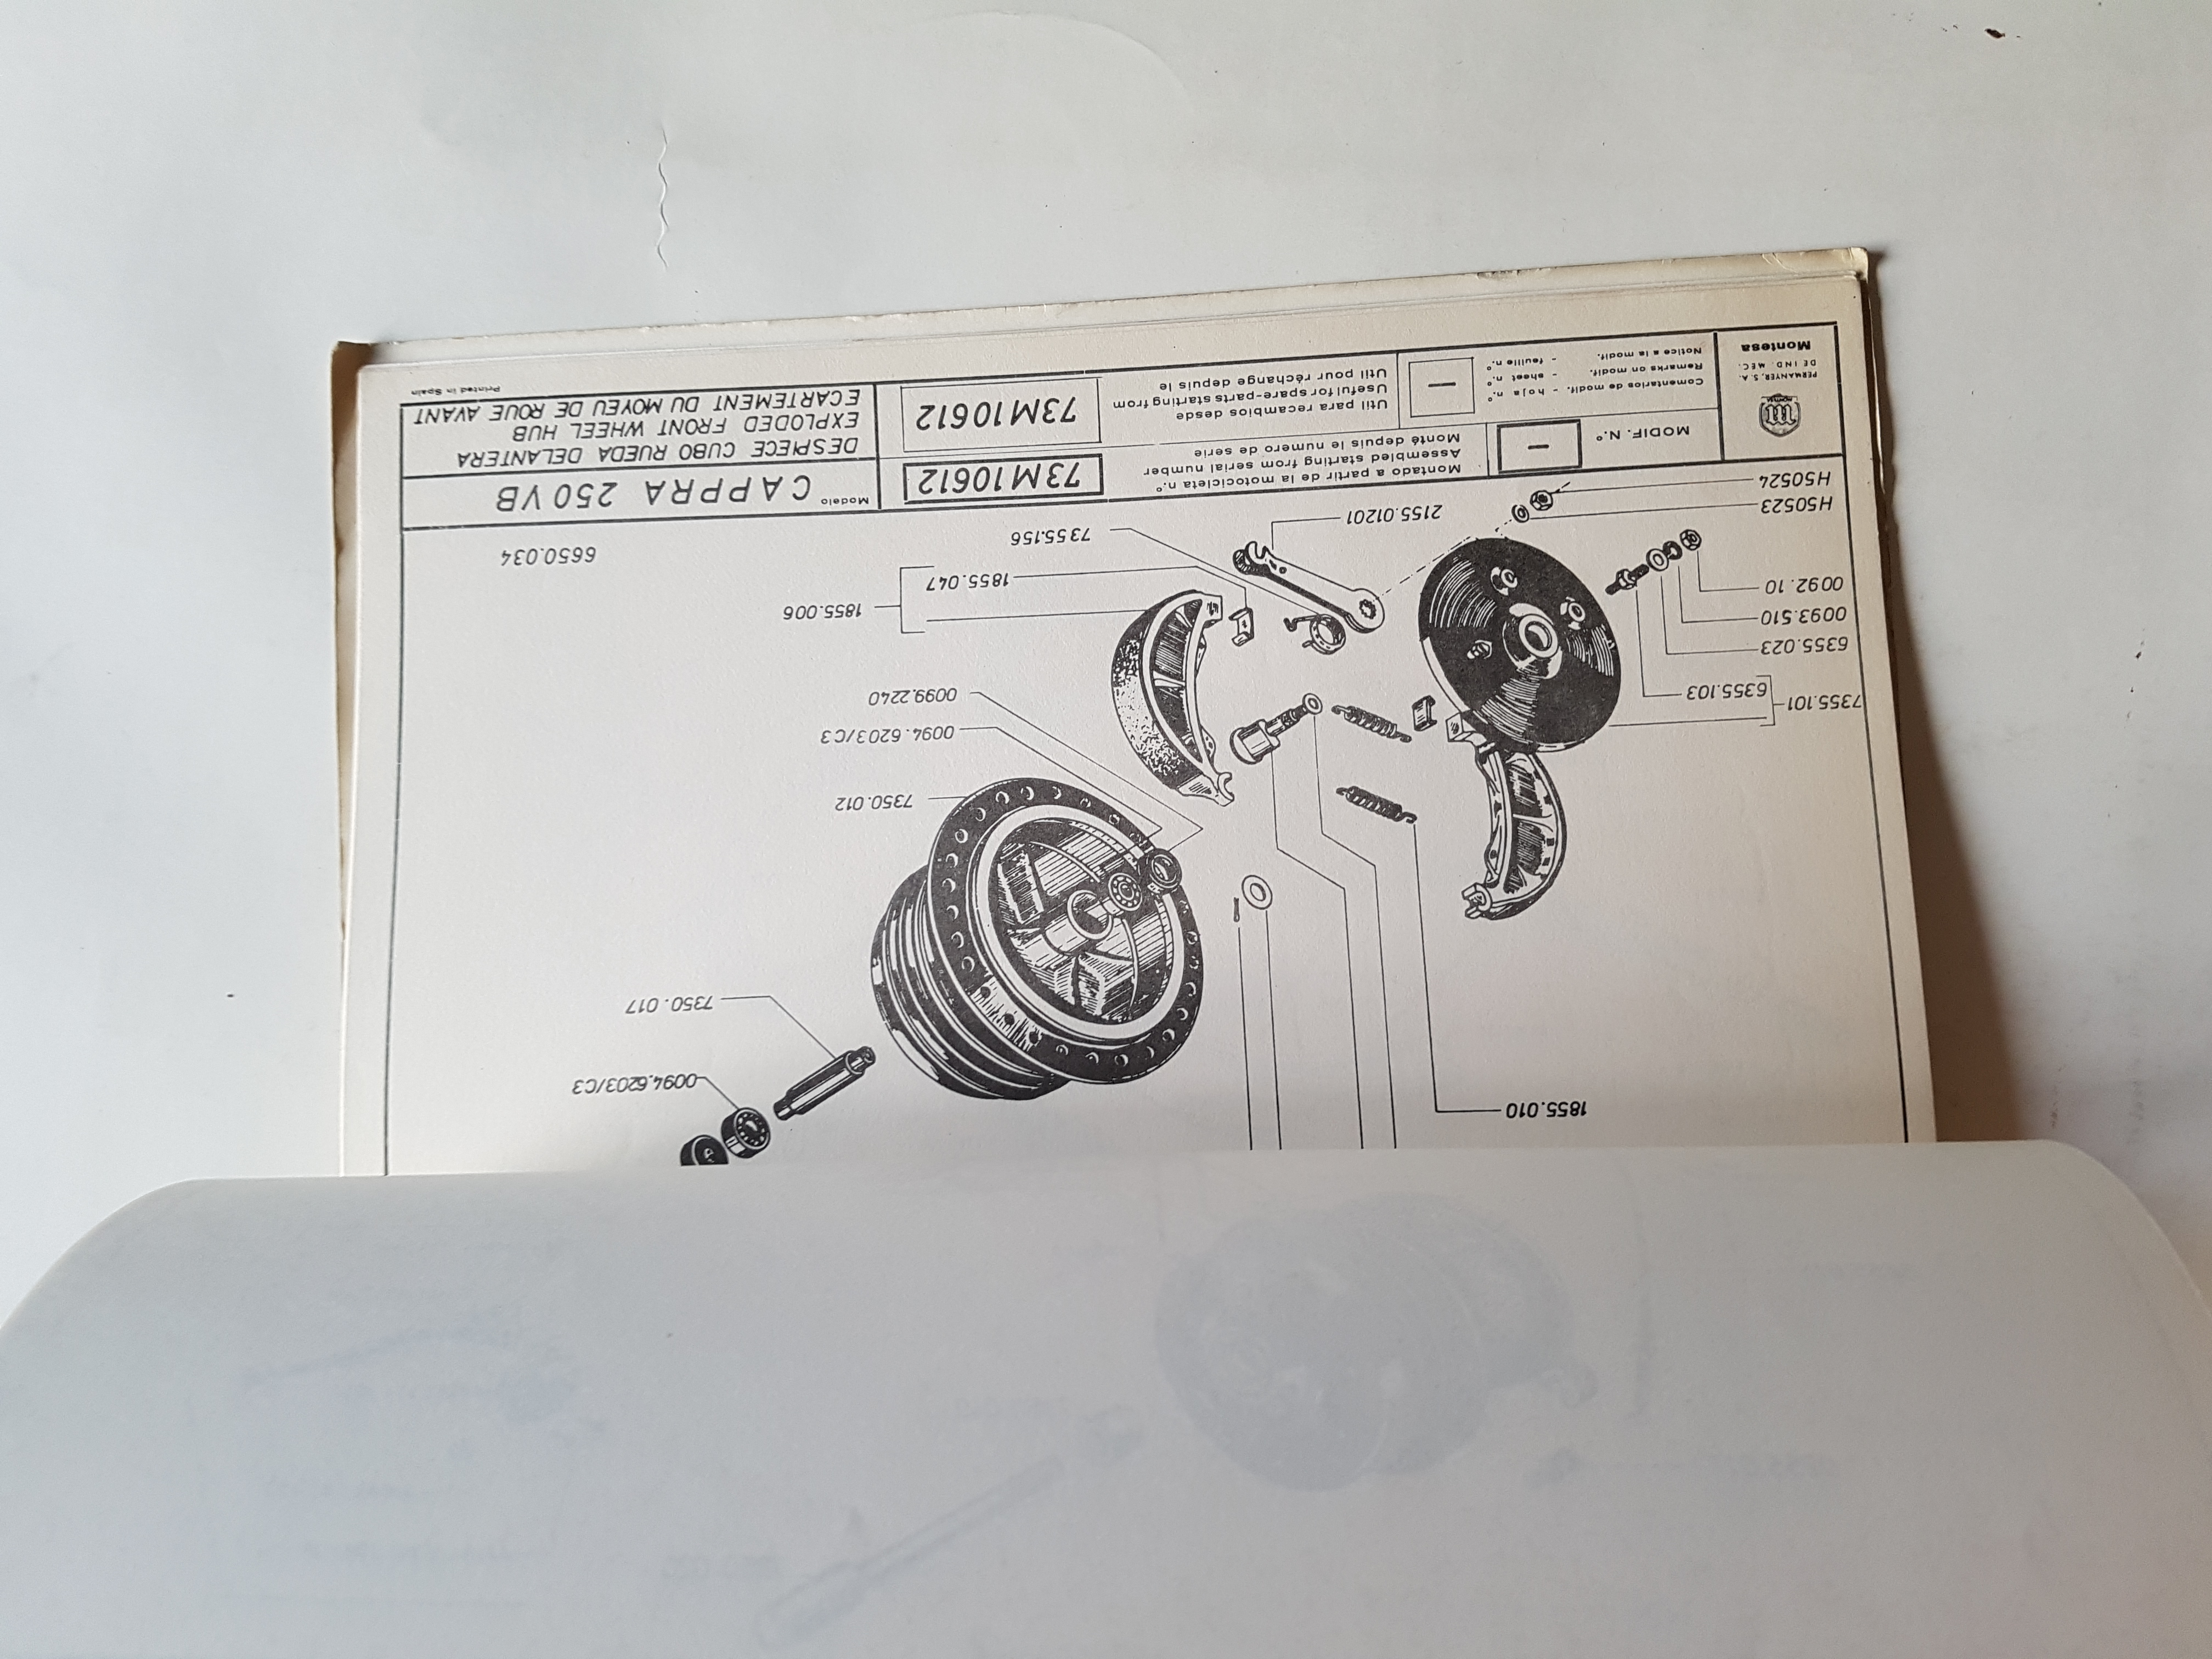 1855.010
0094.6203/C3
7350.017
7350.012
0094.6203/C3
0099.2240
7355.101
6355.103
6355.023
0093.510
0092.10
1855.006
1855.047
7355.156
2155.01201
6650.034
H50523
H50524
MONTESA
PERMANYER, S.A.
DE IND. MEC.
Montesa
MODIF. N.°
–
Comentarios de modif. - hoja n.°
Remarks on modif. - sheet n.°
Notice a la modif. - feuille n.°
–
Montado a partir de la motocicleta n.°
Assembled starting from serial number
Monté depuis le numero de serie
73M10612
Util para recambios desde
Useful for spare-parts starting from
Util pour réchange depuis le
73M10612
Modelo CAPPRA 250 VB
DESPIECE CUBO RUEDA DELANTERA
EXPLODED FRONT WHEEL HUB
ECARTEMENT DU MOYEU DE ROUE AVANT
Printed in Spain